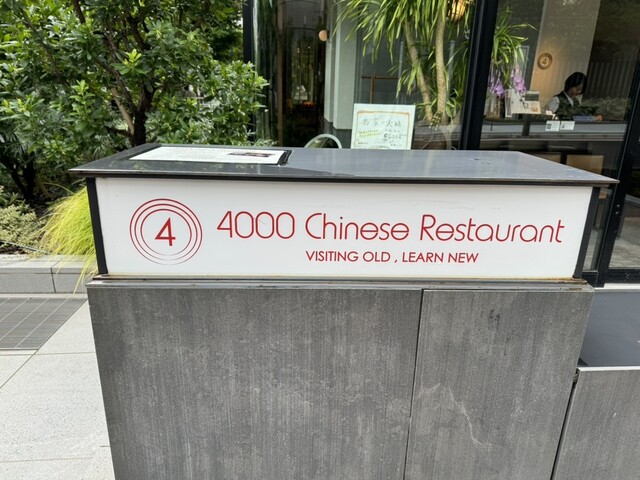 4
4000 Chinese Restaurant
VISITING OLD , LEARN NEW